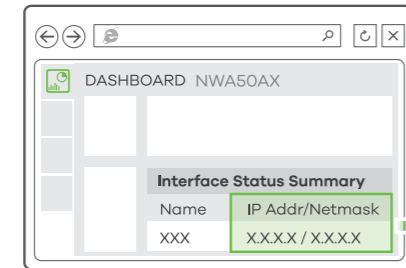 DASHBOARD NWA50AX
Interface Status Summary
Name IP Addr/Netmask
XXX X.X.X.X / X.X.X.X